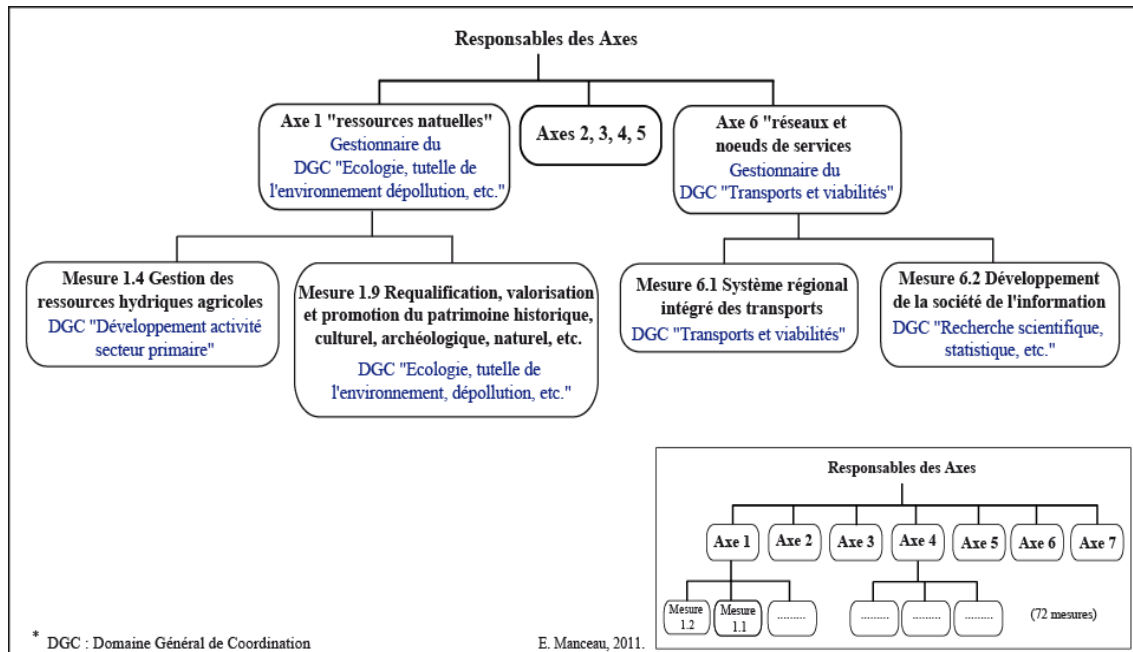 Responsables des Axes
Axe 1 "ressources natuelles"
Gestionnaire du
DGC "Ecologie, tutelle de
l'environnement dépollution, etc."
Axes 2, 3, 4, 5
Axe 6 "réseaux et
noeuds de services
Gestionnaire du
DGC "Transports et viabilités"
Mesure 1.4 Gestion des
ressources hydriques agricoles
DGC "Développement activité
secteur primaire"
Mesure 1.9 Requalification, valorisation
et promotion du patrimoine historique,
culturel, archéologique, naturel, etc.
DGC "Ecologie, tutelle de
l'environnement, dépollution, etc."
Mesure 6.1 Système régional
intégré des transports
DGC "Transports et viabilités"
Mesure 6.2 Développement
de la société de l'information
DGC "Recherche scientifique,
statistique, etc."
Responsables des Axes
Axe 1
Axe 2
Axe 3
Axe 4
Axe 5
Axe 6
Axe 7
Mesure
1.2
Mesure
1.1
.........
.........
.........
.........
(72 mesures)
* DGC : Domaine Général de Coordination
E. Manceau, 2011.